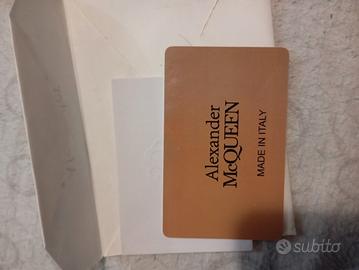 Alexander
McQUEEN
MADE IN ITALY
subito